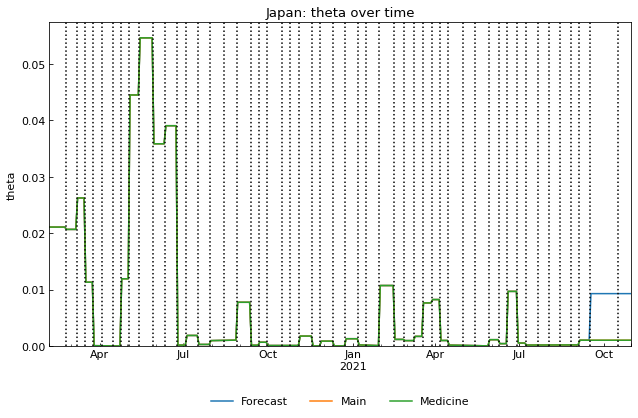 Japan: theta over time
0.05
0.04
0.03
0.02
0.01
0.00
theta
Apr Jul Oct Jan Apr Jul Oct
2021
Forecast Main Medicine